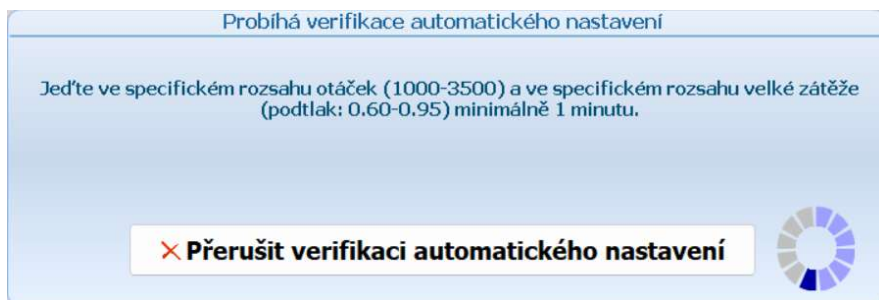 Probíhá verifikace automatického nastavení
Jeďte ve specifickém rozsahu otáček (1000-3500) a ve specifickém rozsahu velké zátěže
(podtlak: 0.60-0.95) minimálně 1 minutu.
Přerušit verifikaci automatického nastavení